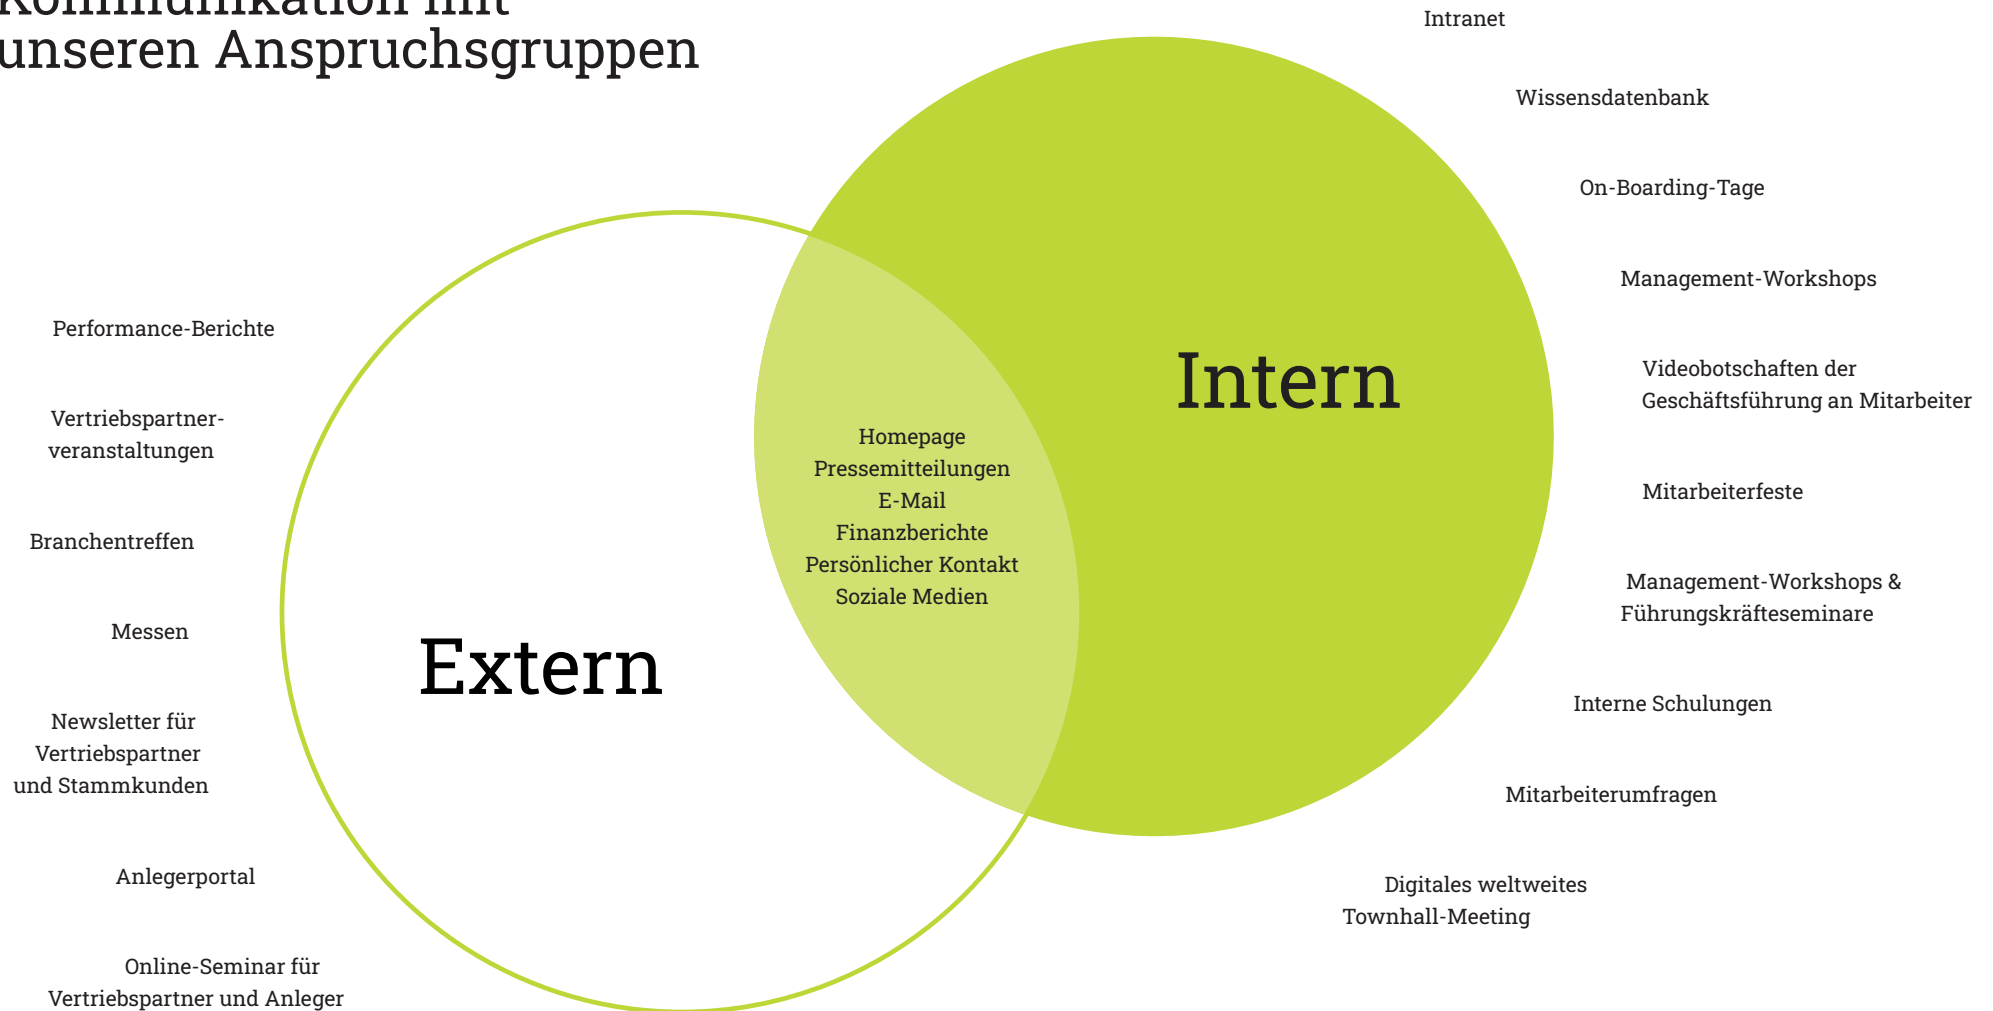 Kommunikation mit
unseren Anspruchsgruppen
Extern
Performance-Berichte
Vertriebspartner-
veranstaltungen
Branchentreffen
Messen
Newsletter für
Vertriebspartner
und Stammkunden
Anlegerportal
Online-Seminar für
Vertriebspartner und Anleger
Homepage
Pressemitteilungen
E-Mail
Finanzberichte
Persönlicher Kontakt
Soziale Medien
Intern
Intranet
Wissensdatenbank
On-Boarding-Tage
Management-Workshops
Videobotschaften der
Geschäftsführung an Mitarbeiter
Mitarbeiterfeste
Management-Workshops &
Führungskräfteseminare
Interne Schulungen
Mitarbeiterumfragen
Digitales weltweites
Townhall-Meeting